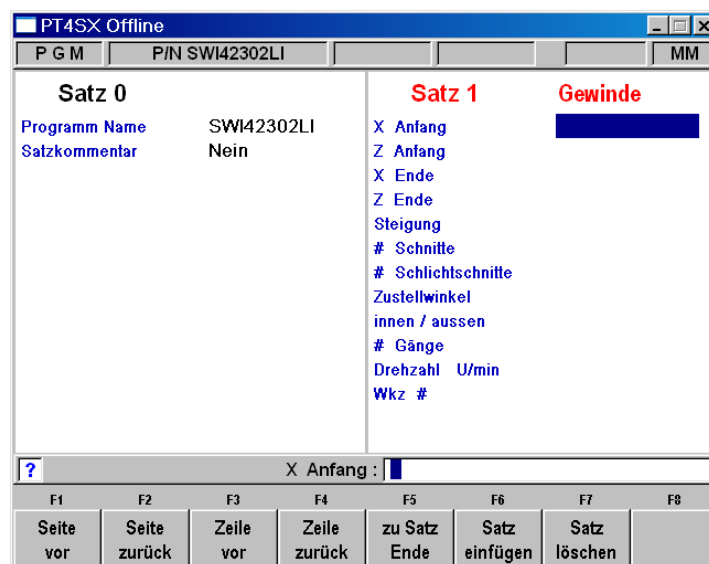 PT4SX Offline
P G M P/N SWI42302LI MM
Satz 0
Programm Name SWI42302LI
Satzkommentar Nein
Satz 1 Gewinde
X Anfang
Z Anfang
X Ende
Z Ende
Steigung
# Schnitte
# Schlichtschnitte
Zustellwinkel
innen / aussen
# Gänge
Drehzahl U/min
Wkz #
? X Anfang :
F1 F2 F3 F4 F5 F6 F7 F8
Seite Seite Zeile Zeile zu Satz Satz Satz
vor zurück vor zurück Ende einfügen löschen